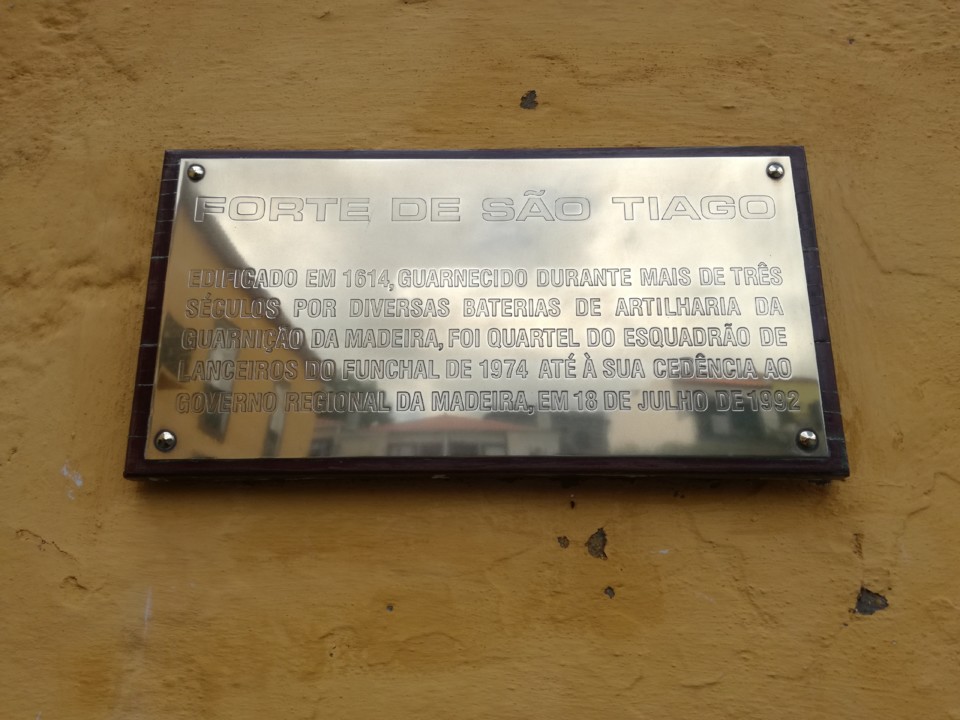 FORTE DE SÃO TIAGO
EDIFICADO EM 1614, GUARNECIDO DURANTE MAIS DE TRÊS
SÉCULOS POR DIVERSAS BATERIAS DE ARTILHARIA DA
GUARNIÇÃO DA MADEIRA, FOI QUARTEL DO ESQUADRÃO DE
LANCEIROS DO FUNCHAL DE 1974 ATÉ À SUA CEDÊNCIA AO
GOVERNO REGIONAL DA MADEIRA, EM 18 DE JULHO DE 1992